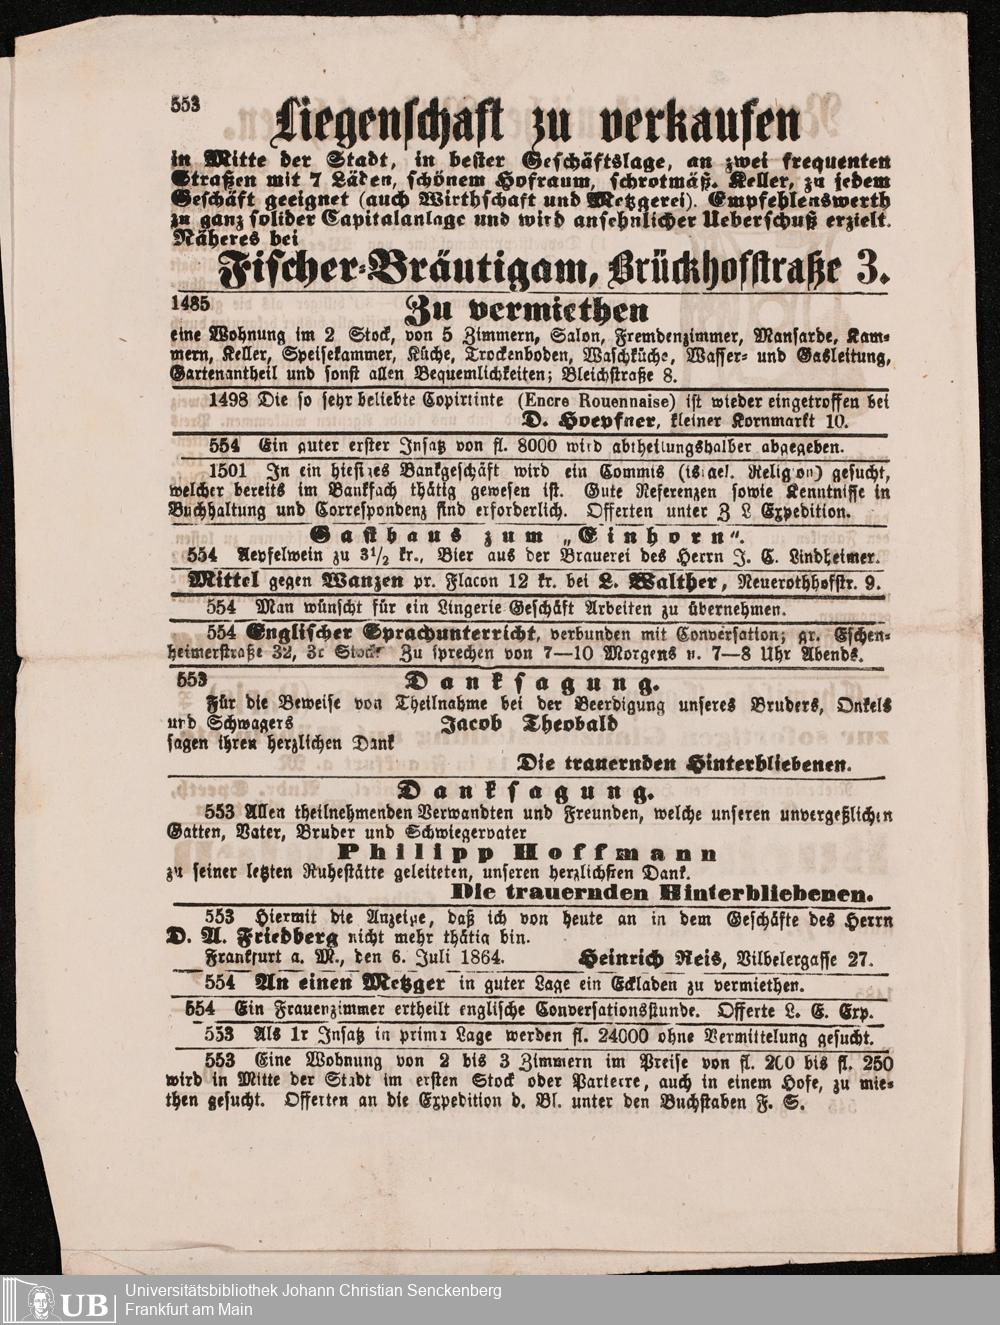 553 Liegenschaft zu verkaufen
in Mitte der Stadt, in bester Geschäftslage, an zwei frequenten
Straßen mit 7 Läden, schönem Hofraum, schrotmäß. Keller, zu jedem
Geschäft geeignet (auch Wirthschaft und Metzgerei). Empfehlenswerth
zu ganz solider Capitalanlage und wird ansehnlicher Ueberschuß erzielt.
Näheres bei
Fischer-Bräutigam, Brückhofstraße 3.
1485 Zu vermiethen
eine Wohnung im 2 Stock, von 5 Zimmern, Salon, Fremdenzimmer, Mansarde, Kam-
mern, Keller, Speisekammer, Küche, Trockenboden, Waschküche, Wasser- und Gasleitung,
Gartenantheil und sonst allen Bequemlichkeiten; Bleichstraße 8.
1498 Die so sehr beliebte Copirtinte (Encre Rouennaise) ist wieder eingetroffen bei
D. Hoepfner, kleiner Kornmarkt 10.
554 Ein guter erster Insatz von fl. 8000 wird abtheilungshalber abgegeben.
1501 In ein hiesiges Bankgeschäft wird ein Commis (israel. Religion) gesucht,
welcher bereits im Bankfach thätig gewesen ist. Gute Referenzen sowie Kenntnisse in
Buchhaltung und Correspondenz sind erforderlich. Offerten unter Z L Expedition.
Gasthaus zum „Einhorn".
554 Aepfelwein zu 3½ kr., Bier aus der Brauerei des Herrn J. C. Lindheimer.
Mittel gegen Wanzen pr. Flacon 12 kr. bei L. Walther, Neuerothhofstr. 9.
554 Man wünscht für ein Lingerie Geschäft Arbeiten zu übernehmen.
554 Englischer Sprachunterricht, verbunden mit Conversation; gr. Eschen-
heimerstraße 32, 3r Stock Zu sprechen von 7—10 Morgens u. 7—8 Uhr Abends.
553 Danksagung.
Für die Beweise von Theilnahme bei der Beerdigung unseres Bruders, Onkels
und Schwagers Jacob Theobald
sagen ihren herzlichen Dank
Die trauernden Hinterbliebenen.
Danksagung.
553 Allen theilnehmenden Verwandten und Freunden, welche unseren unvergeßlichen
Gatten, Vater, Bruder und Schwiegervater
Philipp Hoffmann
zu seiner letzten Ruhestätte geleiteten, unseren herzlichsten Dank.
Die trauernden Hinterbliebenen.
553 Hiermit die Anzeige, daß ich von heute an in dem Geschäfte des Herrn
D. A. Friedberg nicht mehr thätig bin.
Frankfurt a. M., den 6. Juli 1864. Heinrich Reis, Vilbelergasse 27.
554 An einen Metzger in guter Lage ein Eckladen zu vermiethen.
554 Ein Frauenzimmer ertheilt englische Conversationsstunde. Offerte L. E. Exp.
553 Als 1r Insatz in prima Lage werden fl. 24000 ohne Vermittelung gesucht.
553 Eine Wohnung von 2 bis 3 Zimmern im Preise von fl. 200 bis fl. 250
wird in Mitte der Stadt im ersten Stock oder Parterre, auch in einem Hofe, zu mie-
then gesucht. Offerten an die Expedition d. Bl. unter den Buchstaben F. S.
UB Universitätsbibliothek Johann Christian Senckenberg
Frankfurt am Main